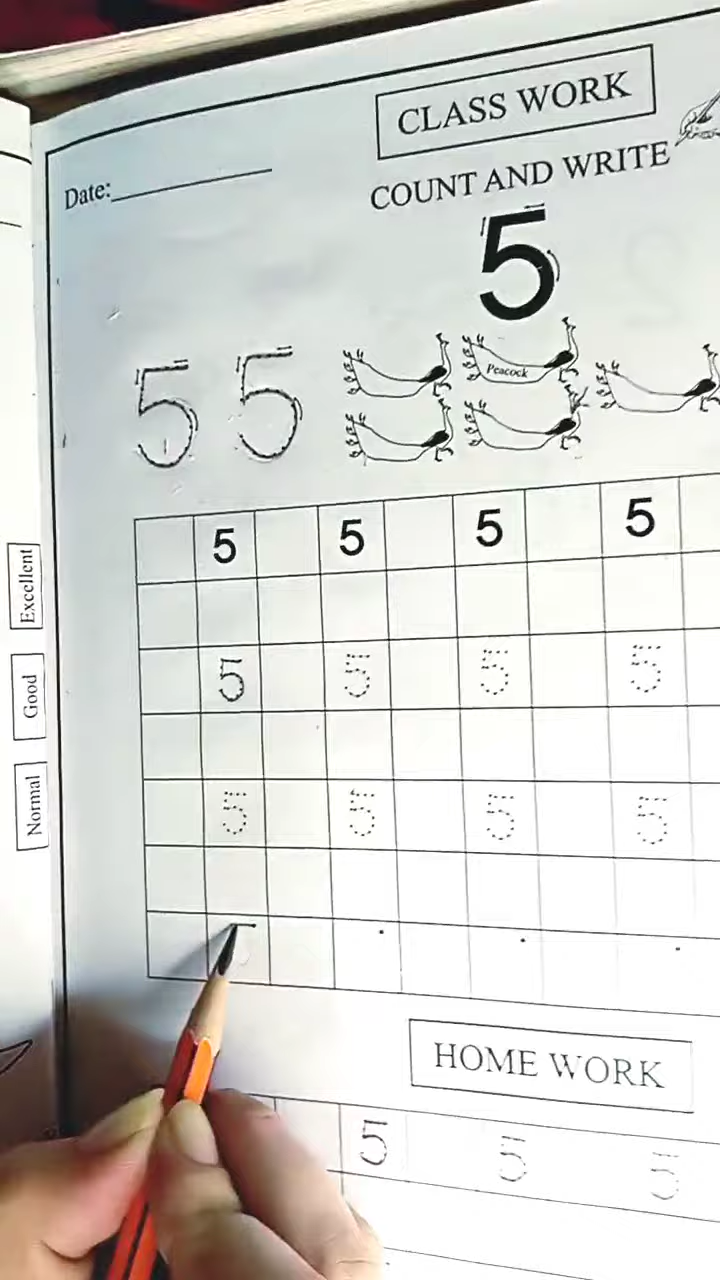 CLASS WORK
Date:
COUNT AND WRITE
5
5 5
Peacock
5 5 5 5
5 5 5 5
5 5 5 5
Excellent
Good
Normal
HOME WORK
5 5 5